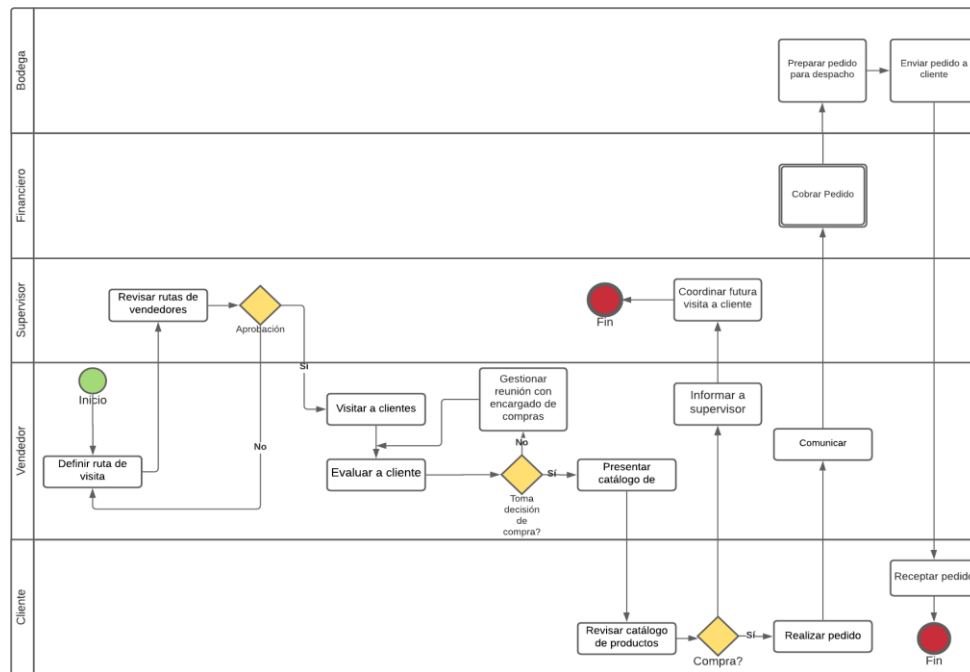 Bodega
Preparar pedido
para despacho
Enviar pedido a
cliente
Financiero
Cobrar Pedido
Supervisor
Revisar rutas de
vendedores
Aprobación
Fin
Coordinar futura
visita a cliente
Vendedor
Inicio
Definir ruta de
visita
No
Sí
Visitar a clientes
Evaluar a cliente
Gestionar
reunión con
encargado de
compras
No
Toma
decisión
de
compra?
Sí
Presentar
catálogo de
Informar a
supervisor
Comunicar
Cliente
Revisar catálogo
de productos
Compra?
Sí
Realizar pedido
Receptar pedido
Fin